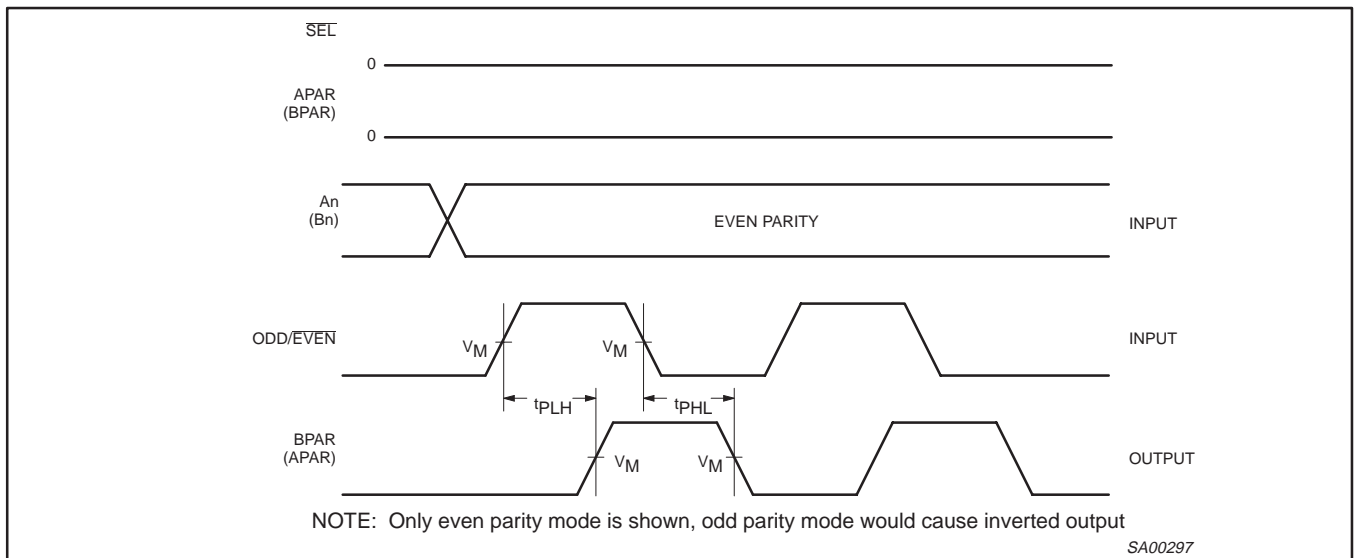 SEL
0
APAR
(BPAR)
0
An
(Bn)
EVEN PARITY
INPUT
ODD/EVEN
VM
VM
INPUT
tPLH
tPHL
BPAR
(APAR)
VM
VM
OUTPUT
NOTE: Only even parity mode is shown, odd parity mode would cause inverted output
SA00297